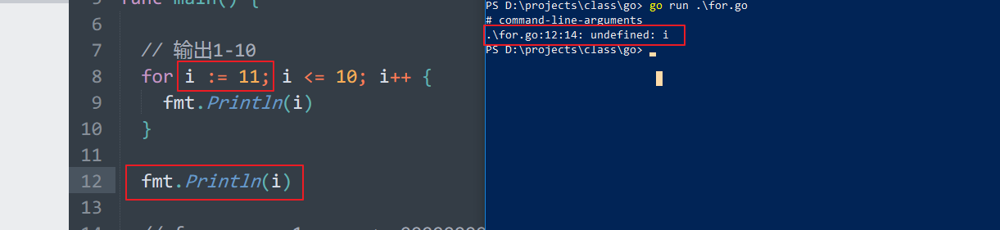 func main() {
6
7 // 输出1-10
8 for i := 11; i <= 10; i++ {
9 fmt.Println(i)
10 }
11
12 fmt.Println(i)
13
PS D:\projects\class\go> go run .\for.go
# command-line-arguments
.\for.go:12:14: undefined: i
PS D:\projects\class\go>